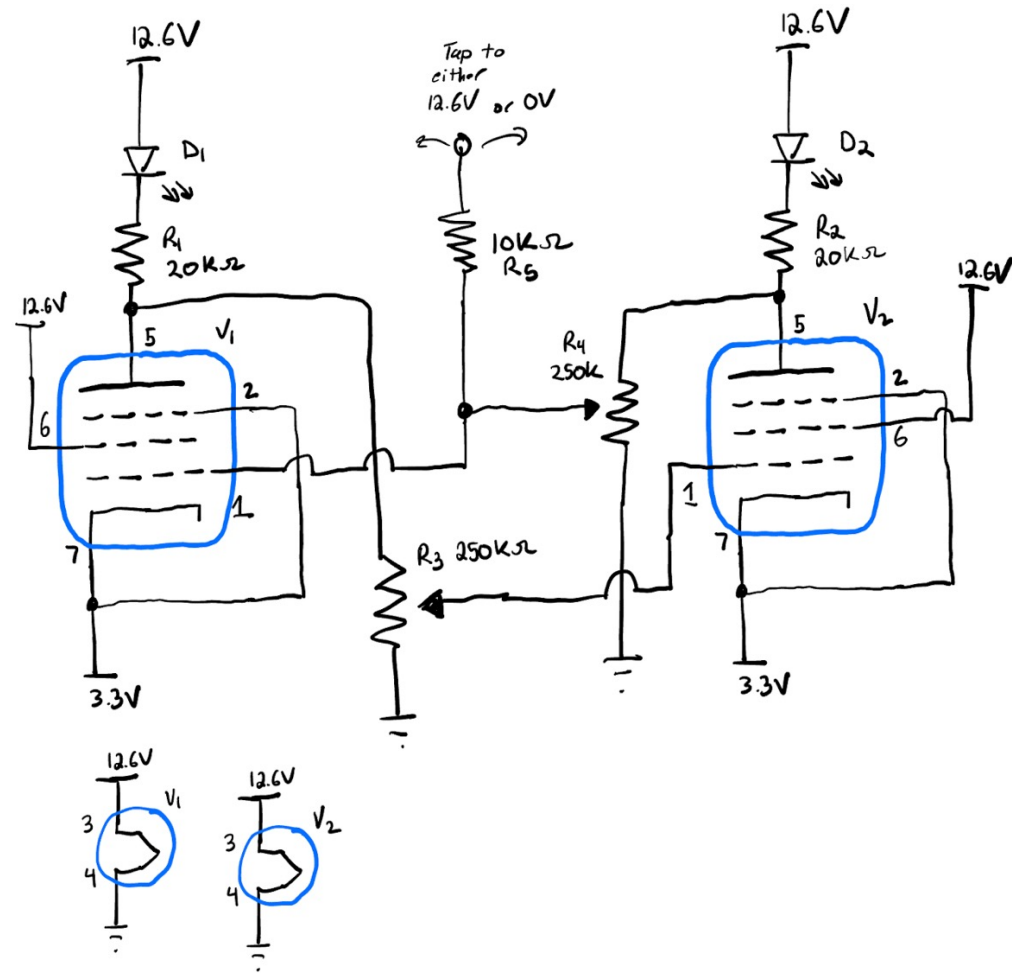 12.6V
D1
R1
20KΩ
12.6V
5
V1
2
6
1
7
3.3V
Tap to
either
12.6V or 0V
10KΩ
R5
R4
250K
R3 250KΩ
12.6V
D2
R2
20KΩ
12.6V
5
V2
2
6
1
7
3.3V
12.6V
V1
3
4
12.6V
V2
3
4